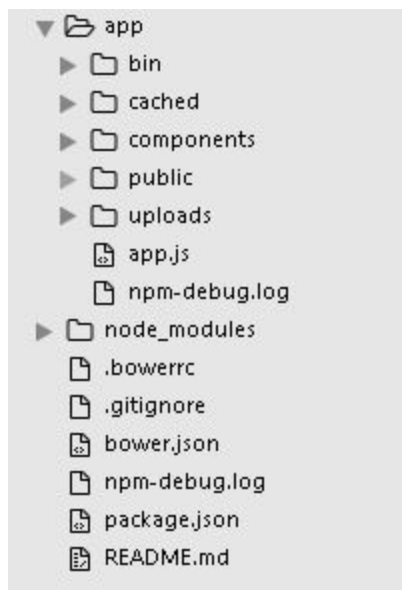 app
bin
cached
components
public
uploads
app.js
npm-debug.log
node_modules
.bowerrc
.gitignore
bower.json
npm-debug.log
package.json
README.md